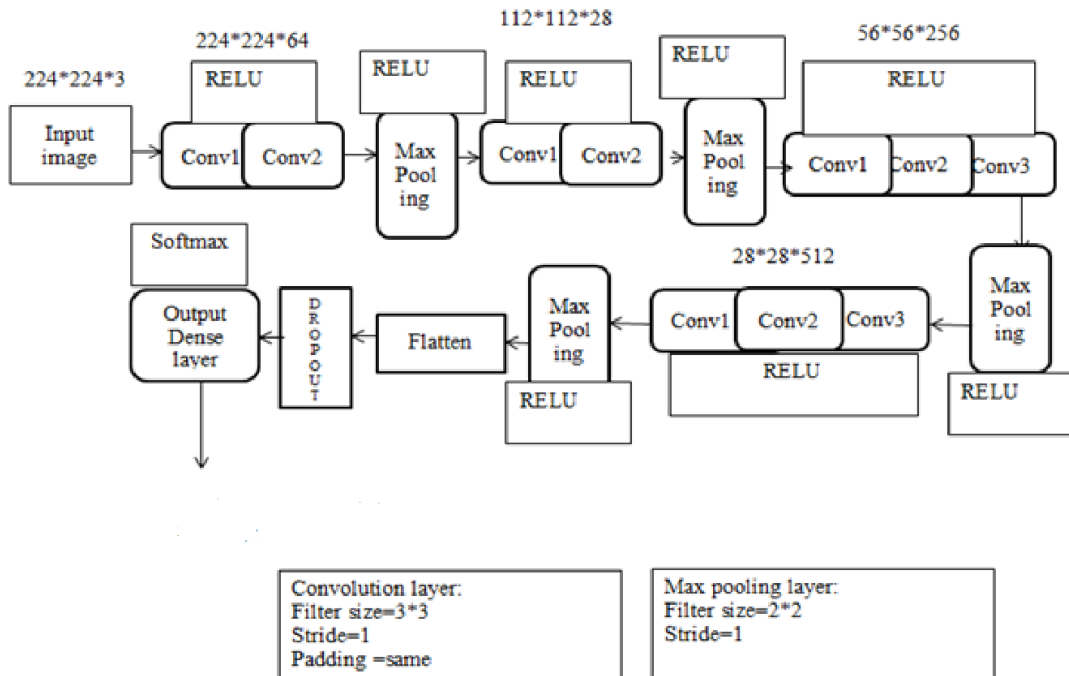 224*224*3
Input
image
224*224*64
RELU
Conv1
Conv2
RELU
Max
Pool
ing
112*112*28
RELU
Conv1
Conv2
RELU
Max
Pool
ing
56*56*256
RELU
Conv1
Conv2
Conv3
Max
Pool
ing
RELU
28*28*512
Conv1
Conv2
Conv3
RELU
Max
Pool
ing
RELU
Flatten
DROPOUT
Softmax
Output
Dense
layer
Convolution layer:
Filter size=3*3
Stride=1
Padding =same
Max pooling layer:
Filter size=2*2
Stride=1